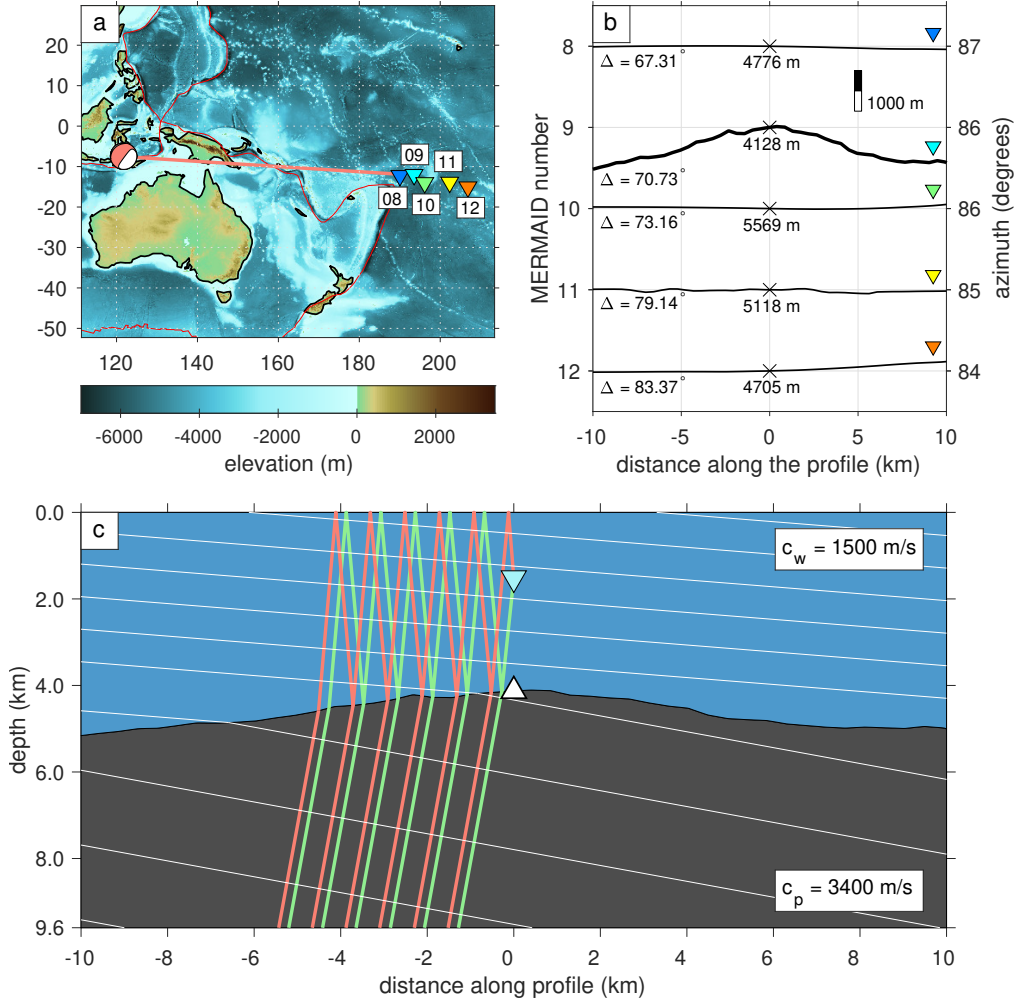 a
30
20
10
0
-10
-20
-30
-40
-50
09
11
08
10
12
120
140
160
180
200
-6000
-4000
-2000
0
2000
elevation (m)
b
8
9
10
11
12
MERMAID number
Δ = 67.31°
4776 m
1000 m
4128 m
Δ = 70.73°
Δ = 73.16°
5569 m
Δ = 79.14°
5118 m
Δ = 83.37°
4705 m
87
86
86
85
84
azimuth (degrees)
-10
-5
0
5
10
distance along the profile (km)
c
0.0
2.0
4.0
6.0
8.0
9.6
depth (km)
c_w = 1500 m/s
c_p = 3400 m/s
-10
-8
-6
-4
-2
0
2
4
6
8
10
distance along profile (km)